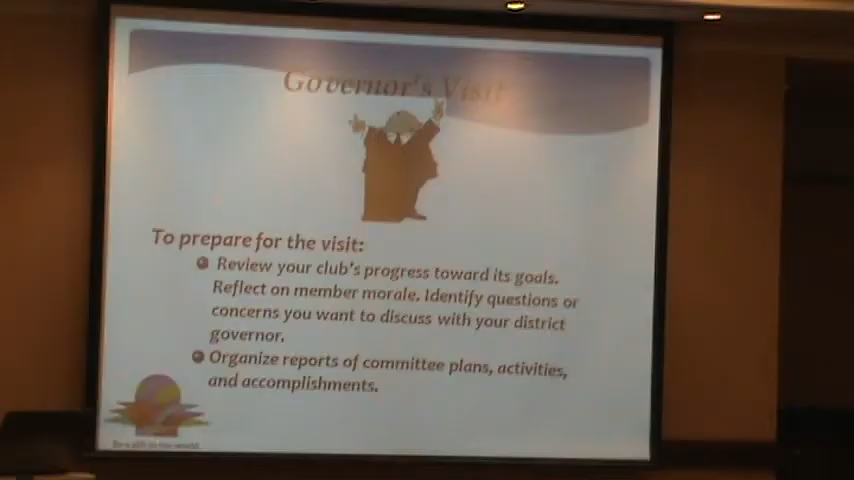 Governor's Visit
To prepare for the visit:
Review your club's progress toward its goals.
Reflect on member morale. Identify questions or
concerns you want to discuss with your district
governor.
Organize reports of committee plans, activities,
and accomplishments.